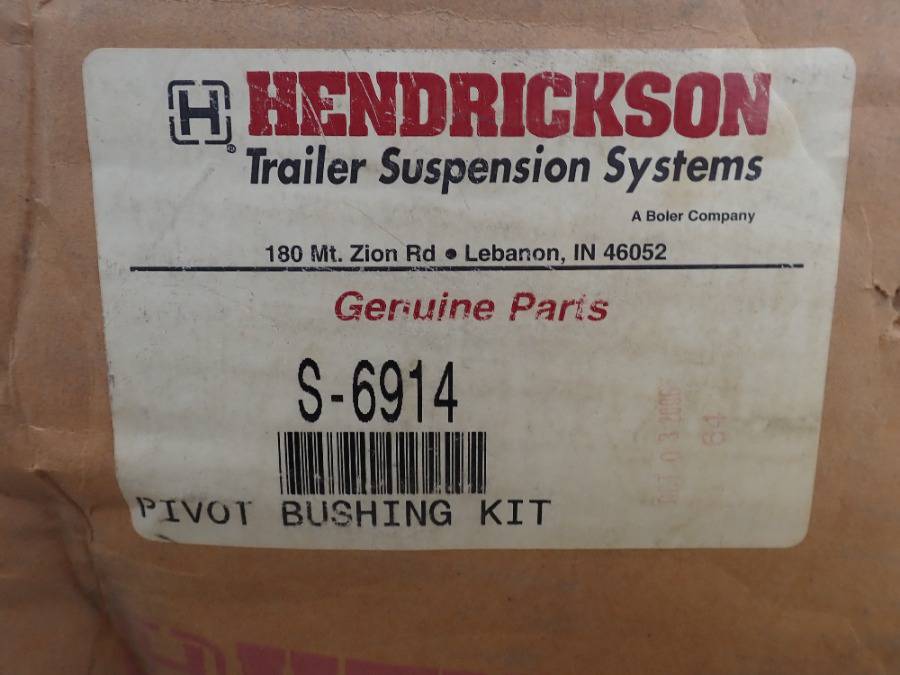 H HENDRICKSON
®
Trailer Suspension Systems
A Boler Company
180 Mt. Zion Rd • Lebanon, IN 46052
Genuine Parts
S-6914
PIVOT BUSHING KIT
64